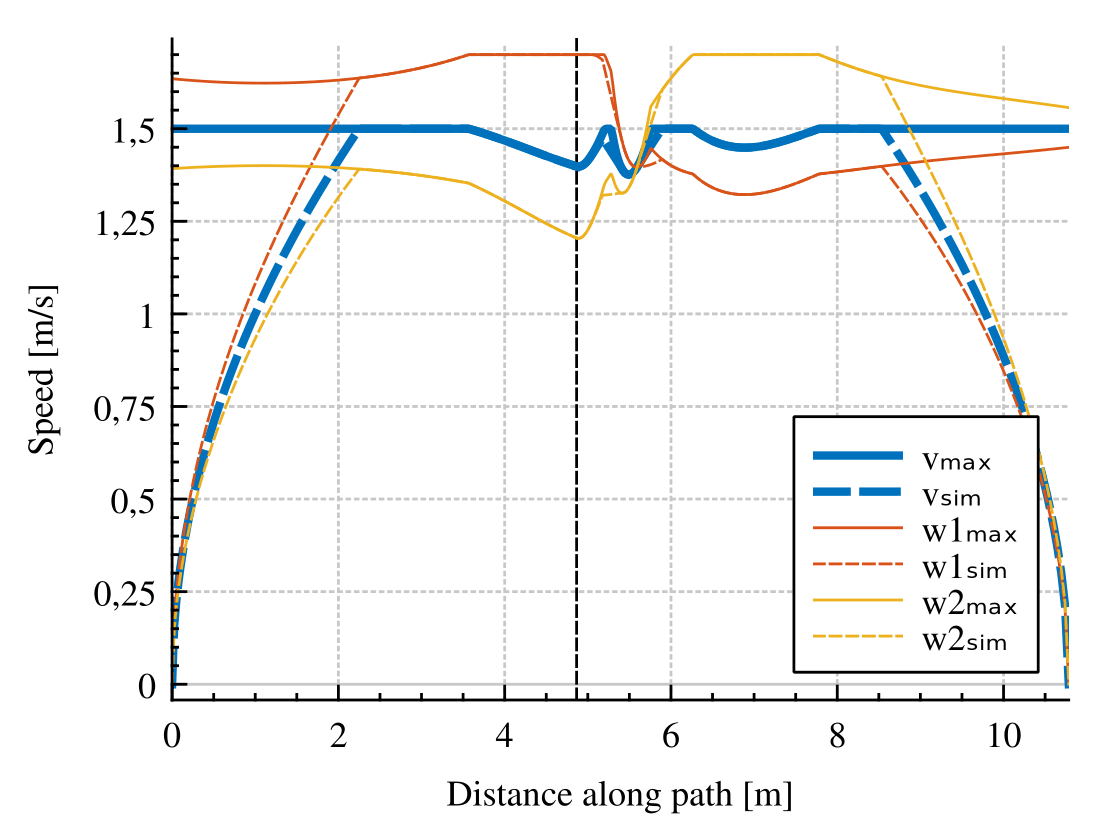 1,5
1,25
1
0,75
0,5
0,25
0
0 2 4 6 8 10
Speed [m/s]
Distance along path [m]
vmax
vsim
w1max
w1sim
w2max
w2sim